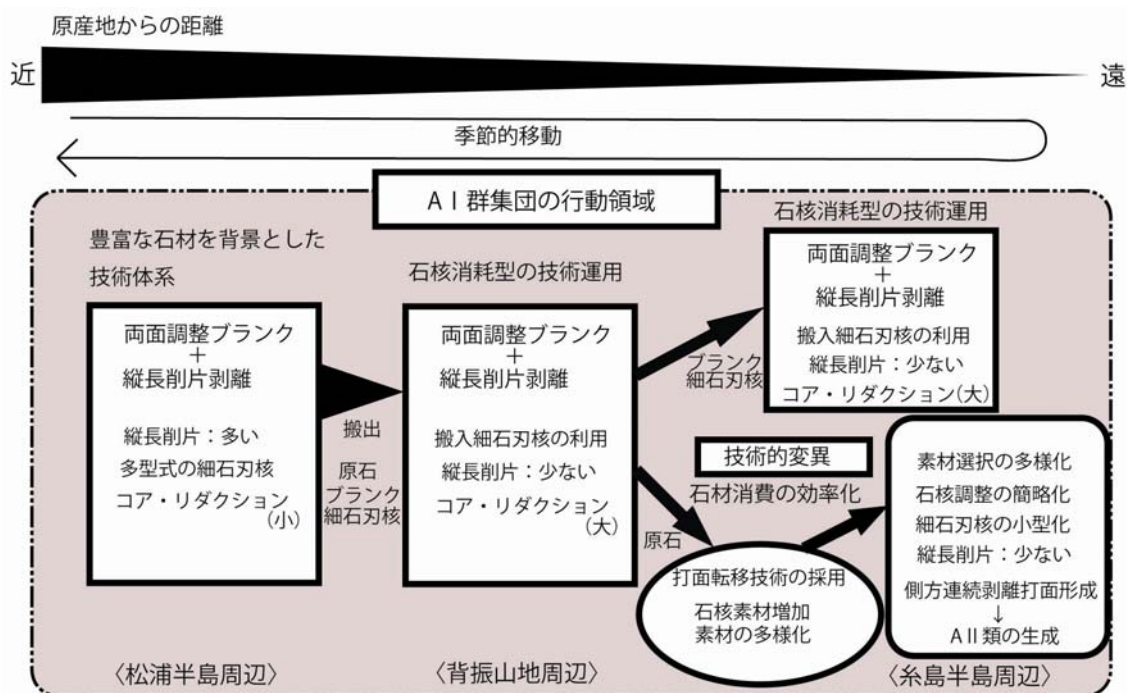 原産地からの距離
近
遠
季節的移動
AⅠ群集団の行動領域
豊富な石材を背景とした
技術体系
両面調整ブランク
+
縦長削片剥離
縦長削片：多い
多型式の細石刃核
コア・リダクション
(小)
搬出
原石
ブランク
細石刃核
石核消耗型の技術運用
両面調整ブランク
+
縦長削片剥離
搬入細石刃核の利用
縦長削片：少ない
コア・リダクション
(大)
ブランク
細石刃核
石核消耗型の技術運用
両面調整ブランク
+
縦長削片剥離
搬入細石刃核の利用
縦長削片：少ない
コア・リダクション(大)
技術的変異
石材消費の効率化
原石
打面転移技術の採用
石核素材増加
素材の多様化
素材選択の多様化
石核調整の簡略化
細石刃核の小型化
縦長削片：少ない
側方連続剥離打面形成
↓
AⅡ類の生成
〈松浦半島周辺〉
〈背振山地周辺〉
〈糸島半島周辺〉